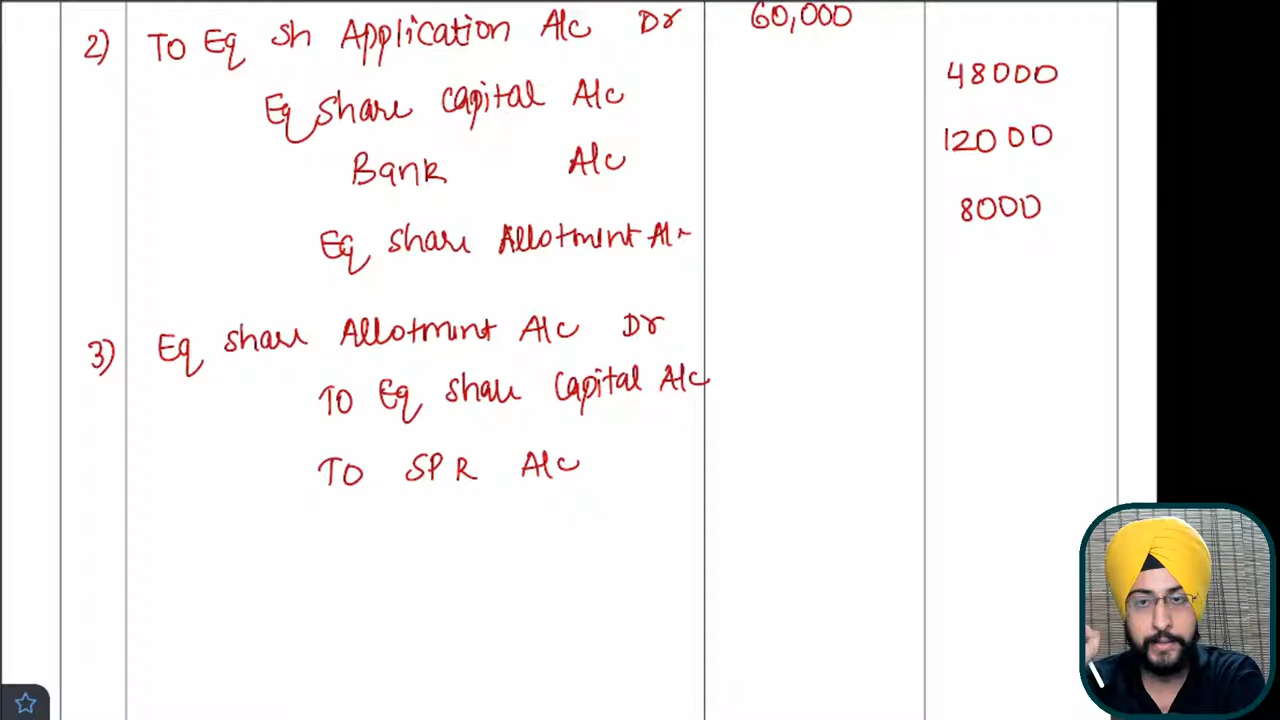 2) To Eq sh Application A/c Dr 60,000
Eq share capital A/c 48000
Bank A/c 12000
Eq share Allotment A/c 8000
3) Eq share Allotment A/c Dr
To Eq share capital A/c
To SPR A/c